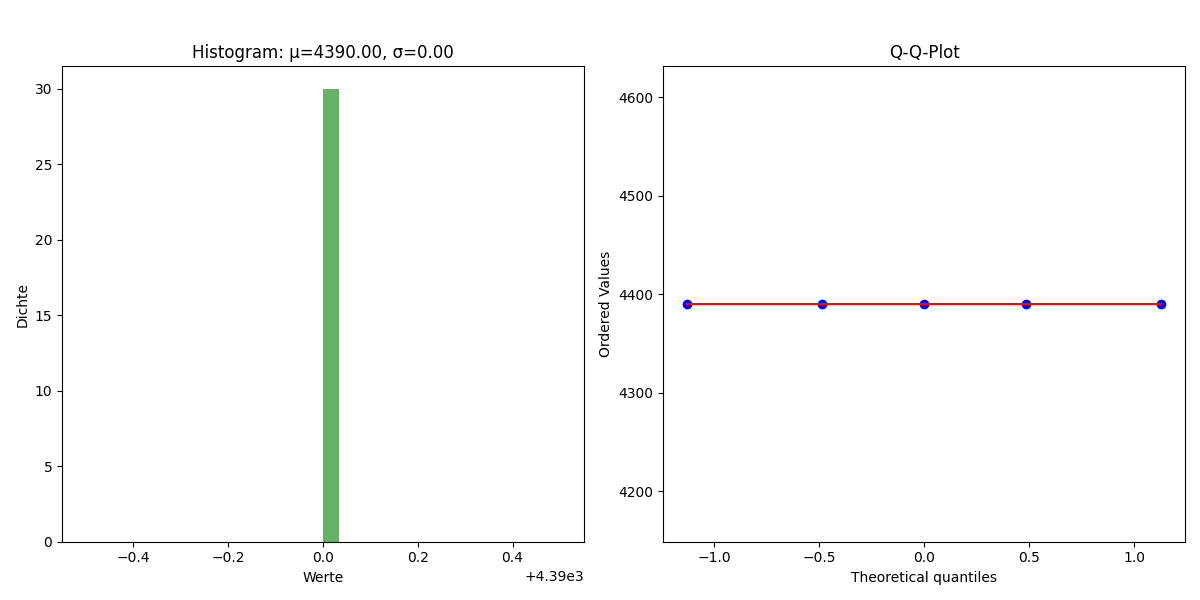 Histogram: μ=4390.00, σ=0.00
Dichte
30
25
20
15
10
5
0
−0.4 −0.2 0.0 0.2 0.4
Werte
+4.39e3
Q-Q-Plot
Ordered Values
4600
4500
4400
4300
4200
−1.0 −0.5 0.0 0.5 1.0
Theoretical quantiles